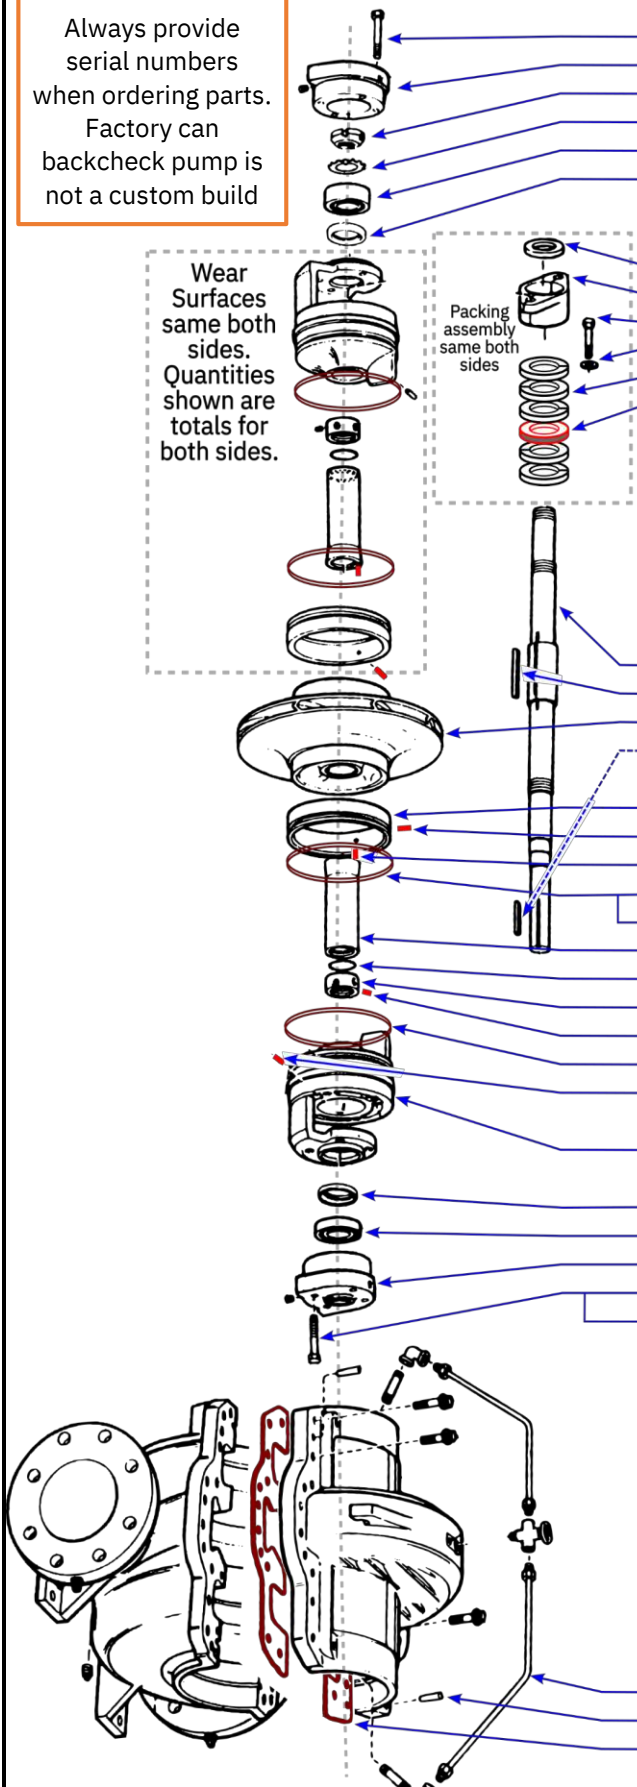 Always provide
serial numbers
when ordering parts.
Factory can
backcheck pump is
not a custom build
Wear
Surfaces
same both
sides.
Quantities
shown are
totals for
both sides.
Packing
assembly
same both
sides